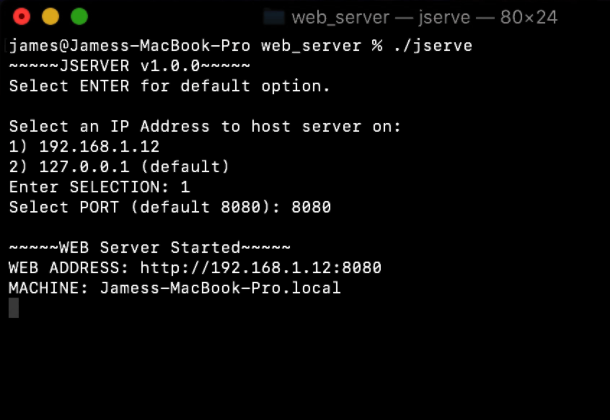 web_server — jserve — 80×24
james@Jamess-MacBook-Pro web_server % ./jserve
~~~~~JSERVER v1.0.0~~~~~
Select ENTER for default option.
Select an IP Address to host server on:
1) 192.168.1.12
2) 127.0.0.1 (default)
Enter SELECTION: 1
Select PORT (default 8080): 8080
~~~~~WEB Server Started~~~~~
WEB ADDRESS: http://192.168.1.12:8080
MACHINE: Jamess-MacBook-Pro.local